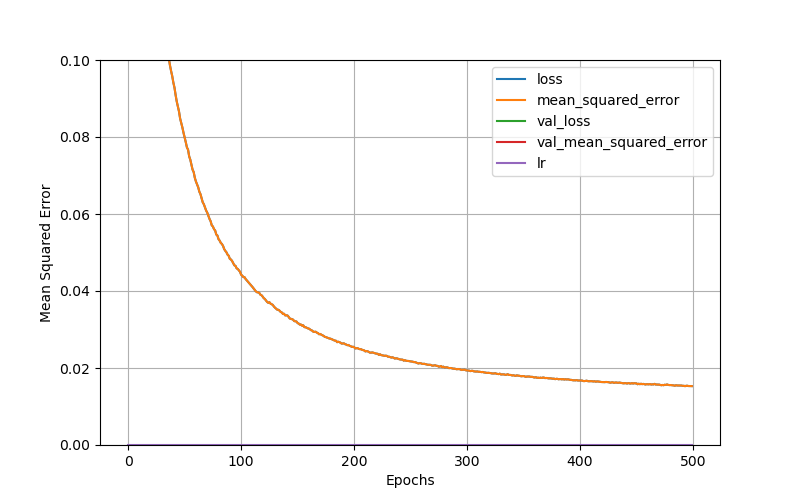 0.10
0.08
0.06
0.04
0.02
0.00
Mean Squared Error
loss
mean_squared_error
val_loss
val_mean_squared_error
lr
0 100 200 300 400 500
Epochs